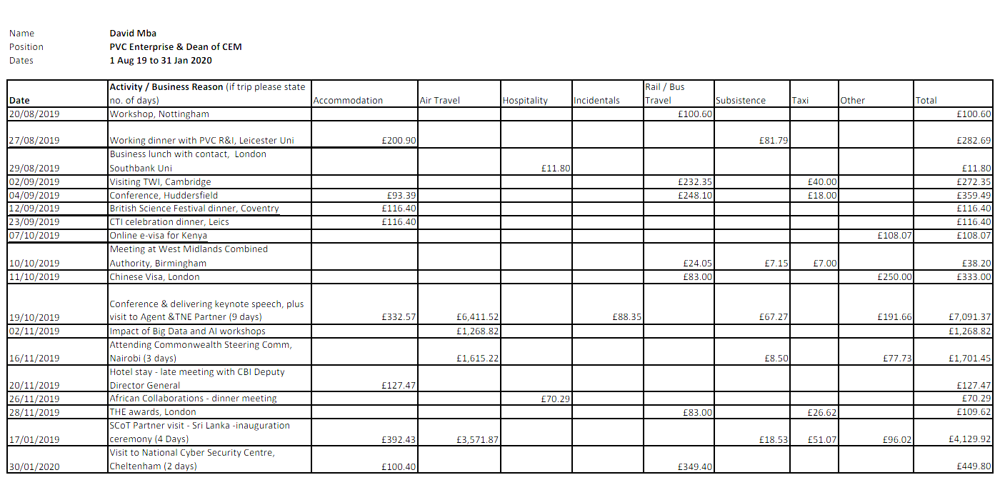 Name David Mba
Position PVC Enterprise & Dean of CEM
Dates 1 Aug 19 to 31 Jan 2020
Activity / Business Reason (if trip please state Rail / Bus
Date no. of days) Accommodation Air Travel Hospitality Incidentals Travel Subsistence Taxi Other Total
20/08/2019 Workshop, Nottingham £100.60 £100.60
27/08/2019 Working dinner with PVC R&I, Leicester Uni £200.90 £81.79 £282.69
Business lunch with contact, London
29/08/2019 Southbank Uni £11.80 £11.80
02/09/2019 Visiting TWI, Cambridge £232.35 £40.00 £272.35
04/09/2019 Conference, Huddersfield £93.39 £248.10 £18.00 £359.49
12/09/2019 British Science Festival dinner, Coventry £116.40 £116.40
23/09/2019 CTI celebration dinner, Leics £116.40 £116.40
07/10/2019 Online e-visa for Kenya £108.07 £108.07
Meeting at West Midlands Combined
10/10/2019 Authority, Birmingham £24.05 £7.15 £7.00 £38.20
11/10/2019 Chinese Visa, London £83.00 £250.00 £333.00
Conference & delivering keynote speech, plus
19/10/2019 visit to Agent &TNE Partner (9 days) £332.57 £6,411.52 £88.35 £67.27 £191.66 £7,091.37
02/11/2019 Impact of Big Data and AI workshops £1,268.82 £1,268.82
Attending Commonwealth Steering Comm,
16/11/2019 Nairobi (3 days) £1,615.22 £8.50 £77.73 £1,701.45
Hotel stay - late meeting with CBI Deputy
20/11/2019 Director General £127.47 £127.47
26/11/2019 African Collaborations - dinner meeting £70.29 £70.29
28/11/2019 THE awards, London £83.00 £26.62 £109.62
SCoT Partner visit - Sri Lanka -inauguration
17/01/2019 ceremony (4 Days) £392.43 £3,571.87 £18.53 £51.07 £96.02 £4,129.92
Visit to National Cyber Security Centre,
30/01/2020 Cheltenham (2 days) £100.40 £349.40 £449.80